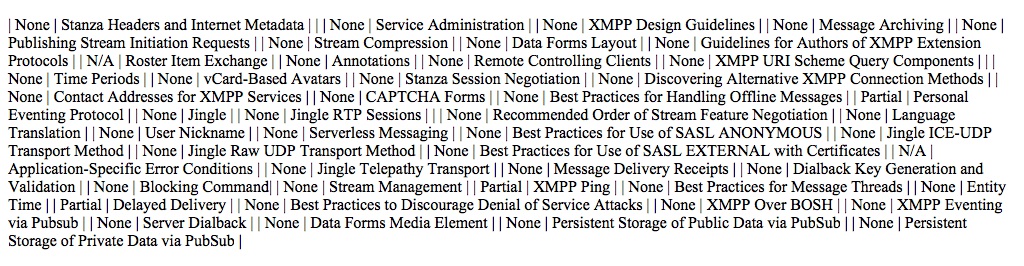 | None | Stanza Headers and Internet Metadata | | | None | Service Administration | | None | XMPP Design Guidelines | | None | Message Archiving | | None |
Publishing Stream Initiation Requests | | None | Stream Compression | | None | Data Forms Layout | | None | Guidelines for Authors of XMPP Extension
Protocols | | N/A | Roster Item Exchange | | None | Annotations | | None | Remote Controlling Clients | | None | XMPP URI Scheme Query Components | | |
None | Time Periods | | None | vCard-Based Avatars | | None | Stanza Session Negotiation | | None | Discovering Alternative XMPP Connection Methods | |
None | Contact Addresses for XMPP Services | | None | CAPTCHA Forms | | None | Best Practices for Handling Offline Messages | | Partial | Personal
Eventing Protocol | | None | Jingle | | None | Jingle RTP Sessions | | | None | Recommended Order of Stream Feature Negotiation | | None | Language
Translation | | None | User Nickname | | None | Serverless Messaging | | None | Best Practices for Use of SASL ANONYMOUS | | None | Jingle ICE-UDP
Transport Method | | None | Jingle Raw UDP Transport Method | | None | Best Practices for Use of SASL EXTERNAL with Certificates | | N/A |
Application-Specific Error Conditions | | None | Jingle Telepathy Transport | | None | Message Delivery Receipts | | None | Dialback Key Generation and
Validation | | None | Blocking Command| | None | Stream Management | | Partial | XMPP Ping | | None | Best Practices for Message Threads | | None | Entity
Time | | Partial | Delayed Delivery | | None | Best Practices to Discourage Denial of Service Attacks | | None | XMPP Over BOSH | | None | XMPP Eventing
via Pubsub | | None | Server Dialback | | None | Data Forms Media Element | | None | Persistent Storage of Public Data via PubSub | | None | Persistent
Storage of Private Data via PubSub |